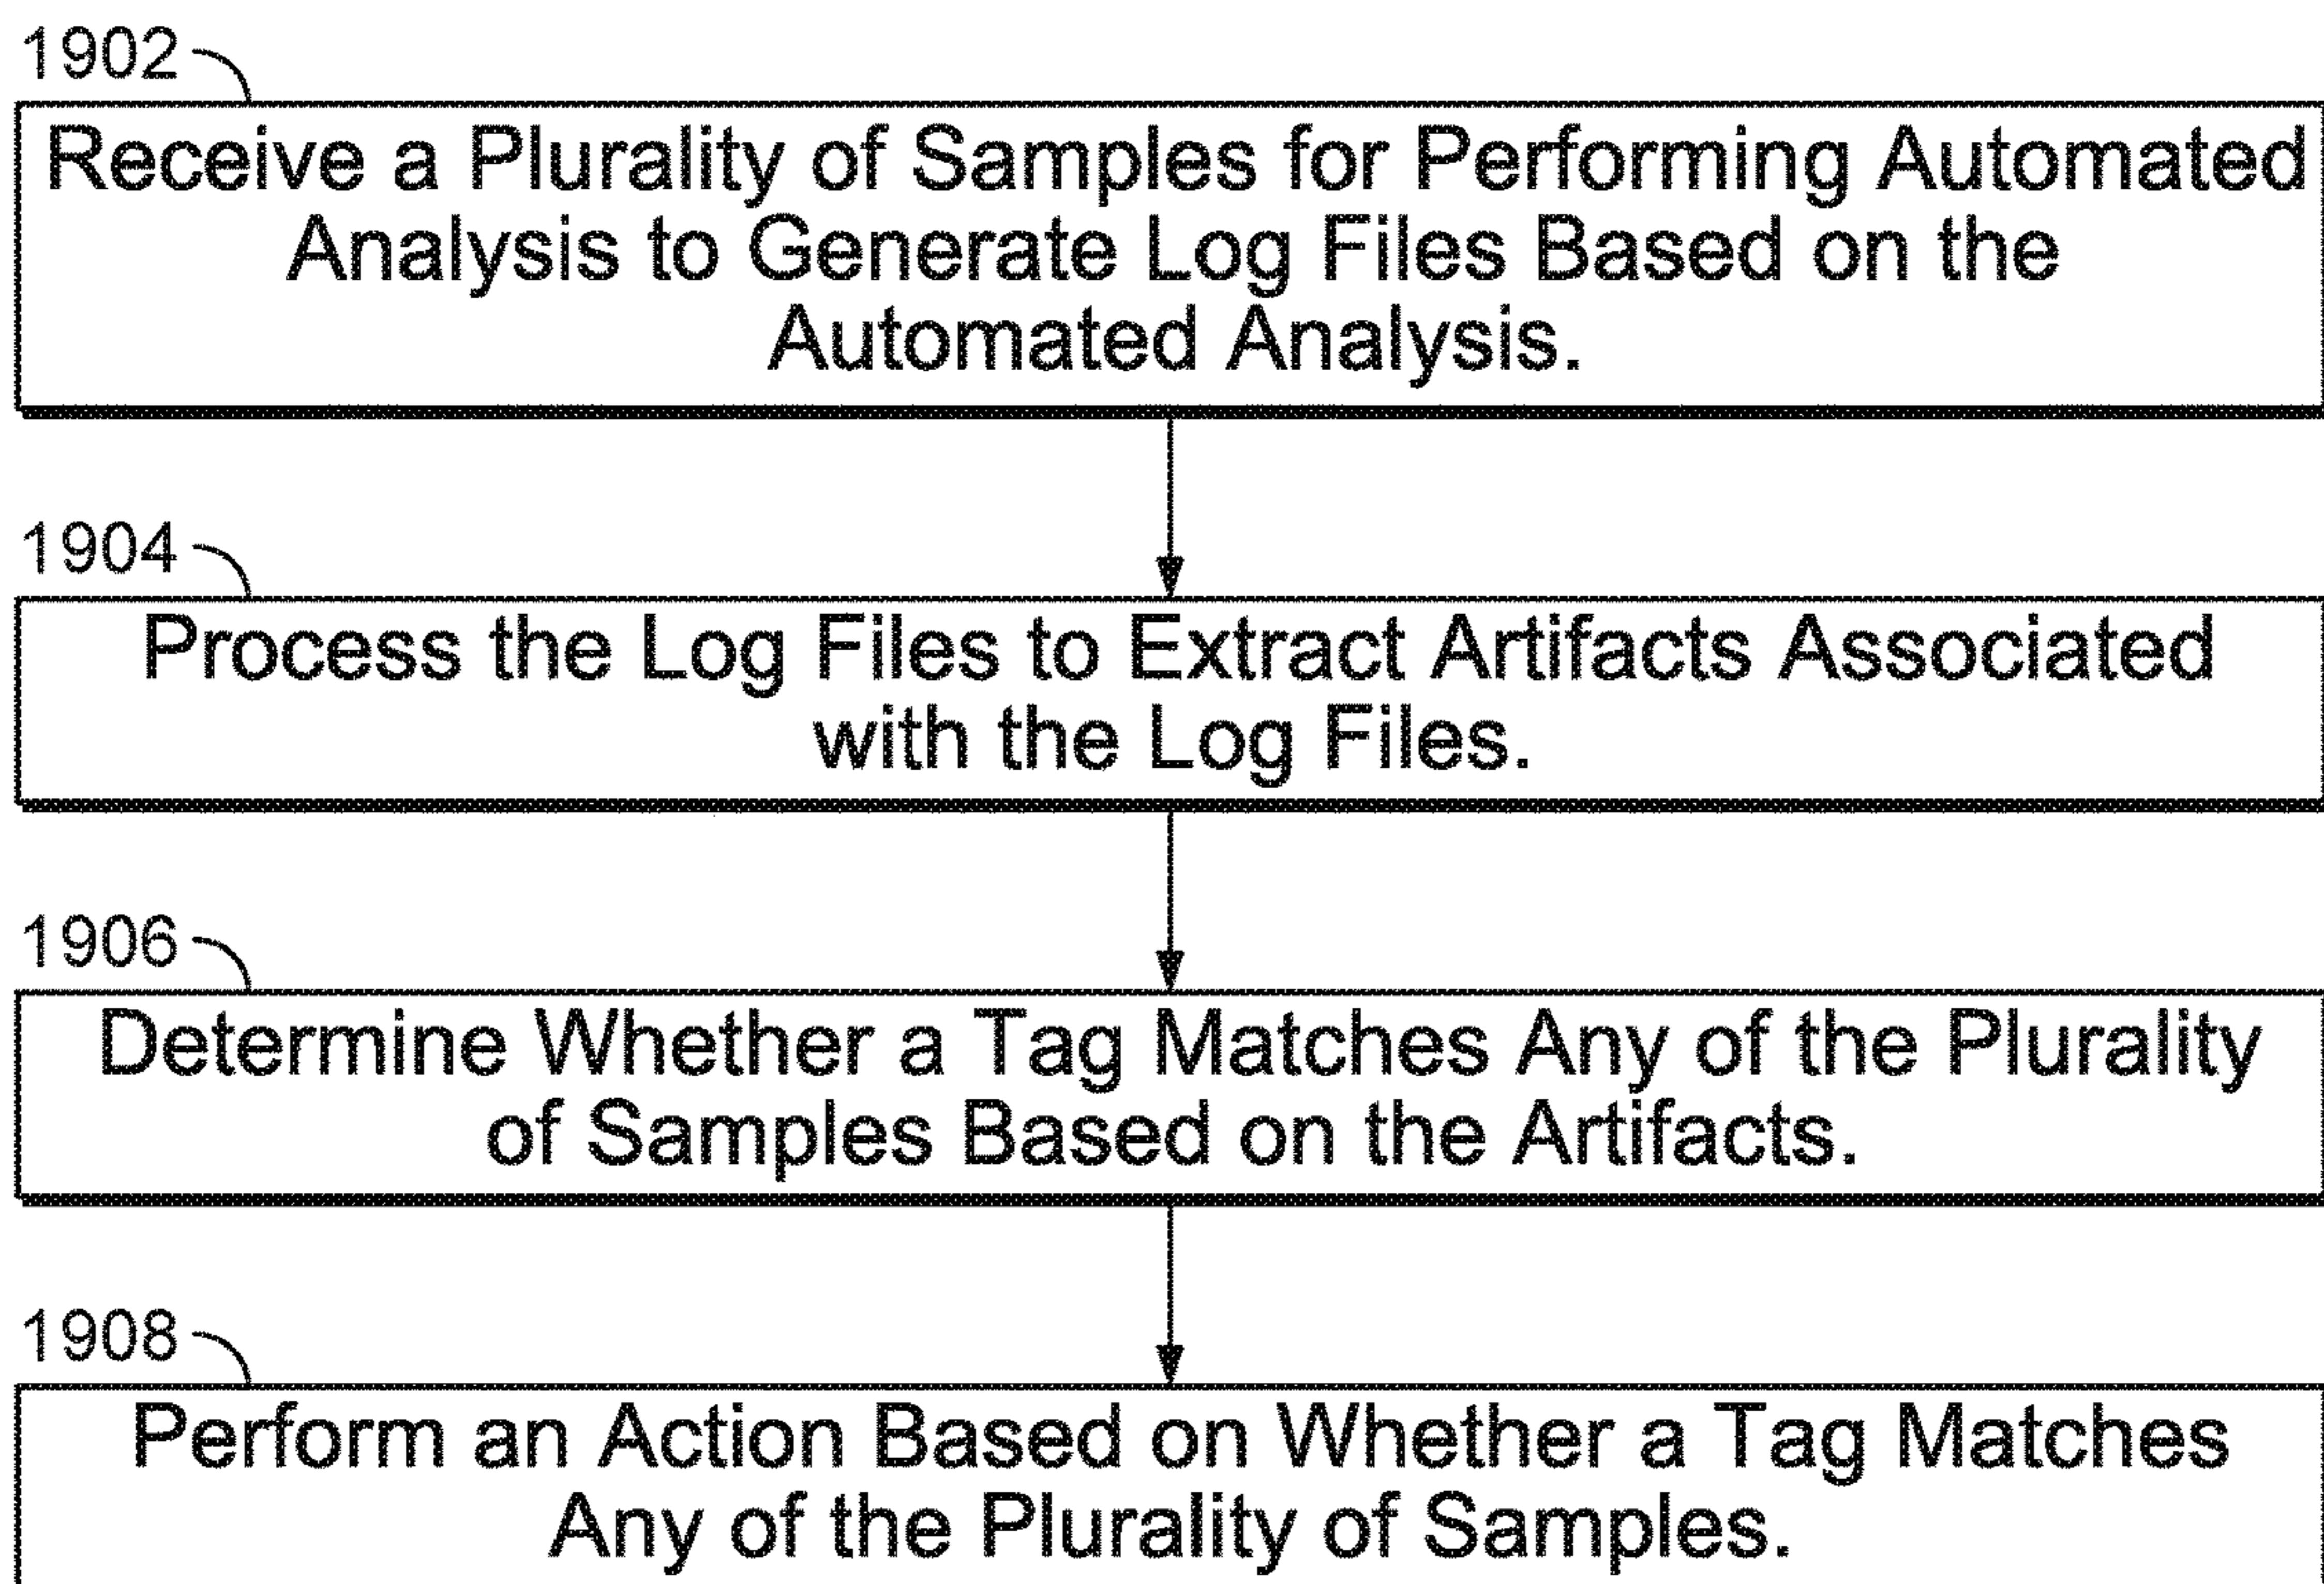 1902
Receive a Plurality of Samples for Performing Automated
Analysis to Generate Log Files Based on the
Automated Analysis.
1904
Process the Log Files to Extract Artifacts Associated
with the Log Files.
1906
Determine Whether a Tag Matches Any of the Plurality
of Samples Based on the Artifacts.
1908
Perform an Action Based on Whether a Tag Matches
Any of the Plurality of Samples.